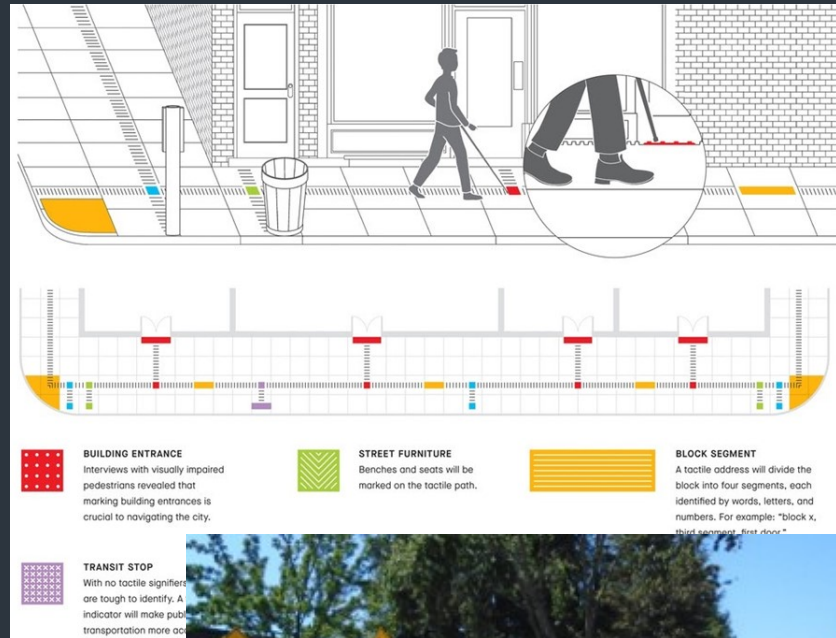 BUILDING ENTRANCE
Interviews with visually impaired
pedestrians revealed that
marking building entrances is
crucial to navigating the city.
STREET FURNITURE
Benches and seats will be
marked on the tactile path.
BLOCK SEGMENT
A tactile address will divide the
block into four segments, each
identified by words, letters, and
numbers. For example: “block x,
third segment, first door.”
TRANSIT STOP
With no tactile signifiers
are tough to identify. A
indicator will make
transportation more